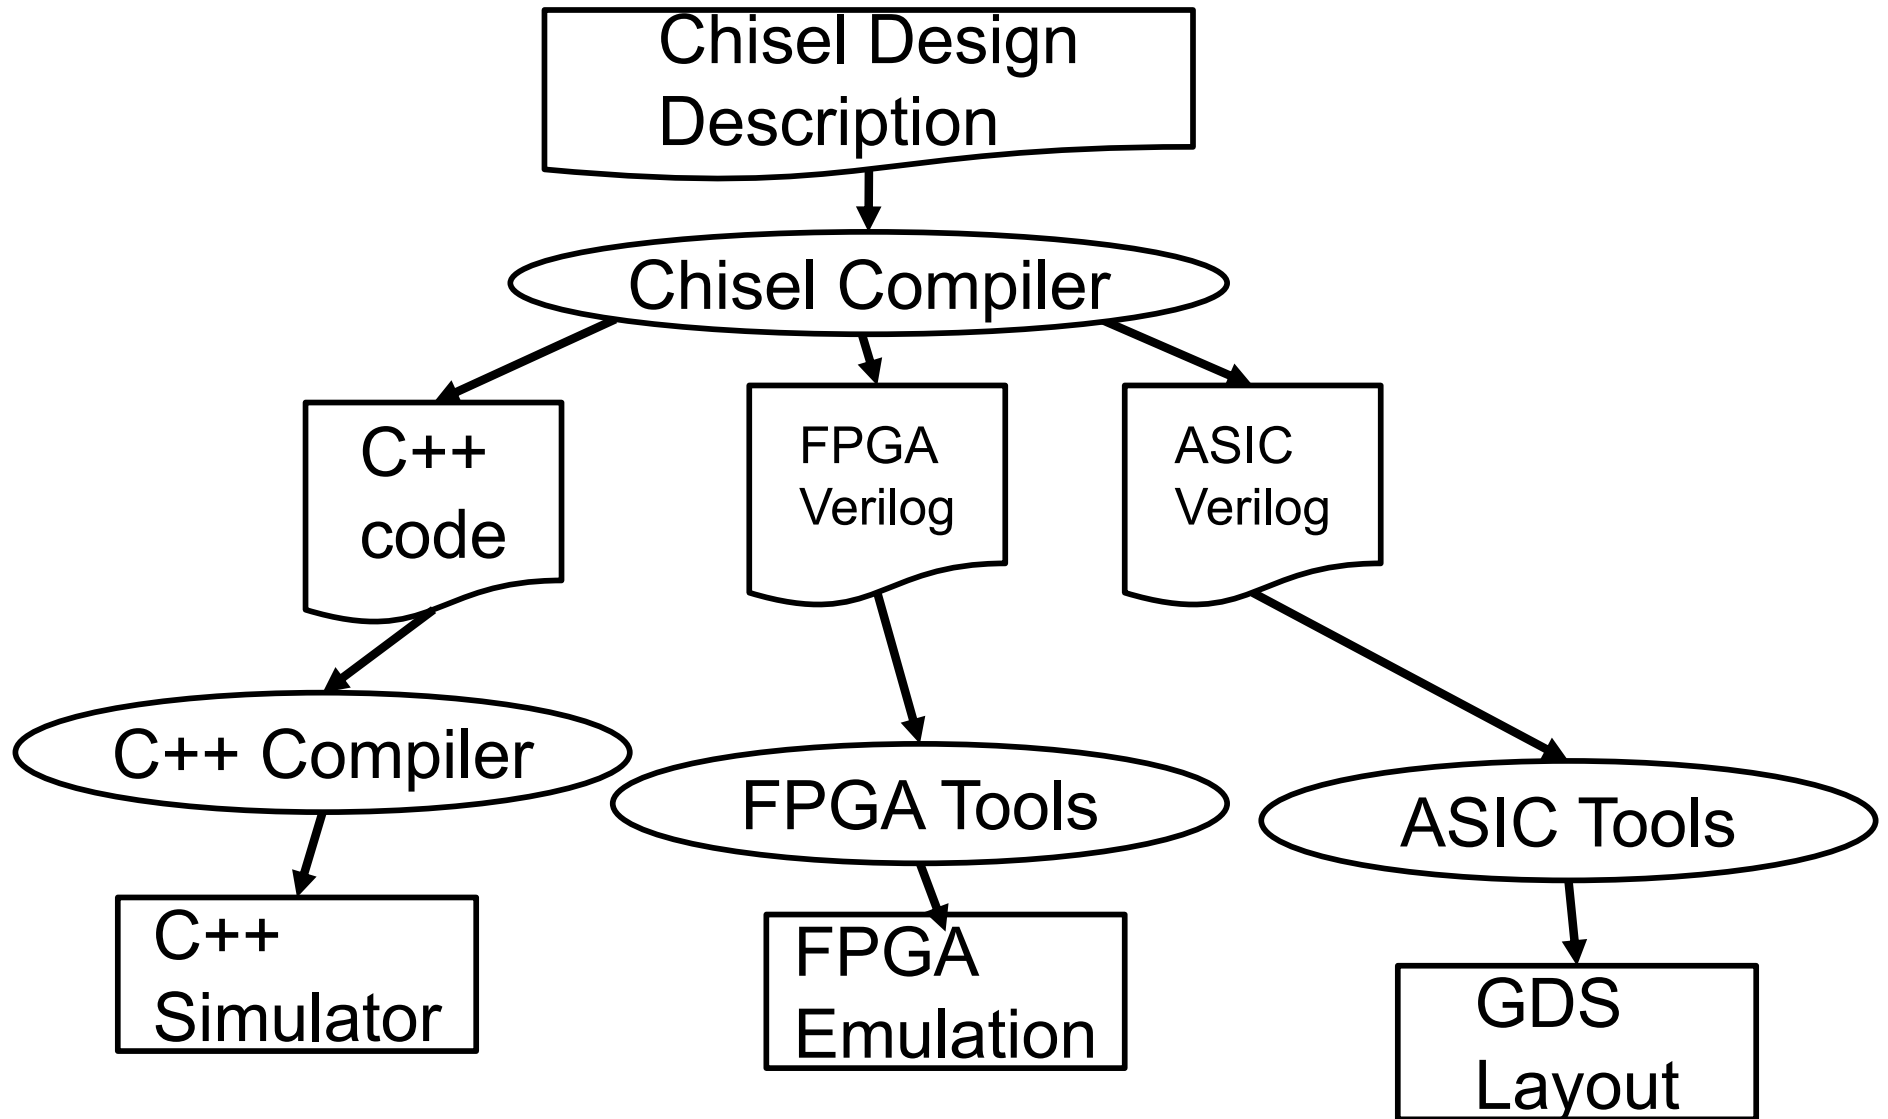 Chisel Design
Description
Chisel Compiler
C++
code
FPGA
Verilog
ASIC
Verilog
C++ Compiler
FPGA Tools
ASIC Tools
C++
Simulator
FPGA
Emulation
GDS
Layout